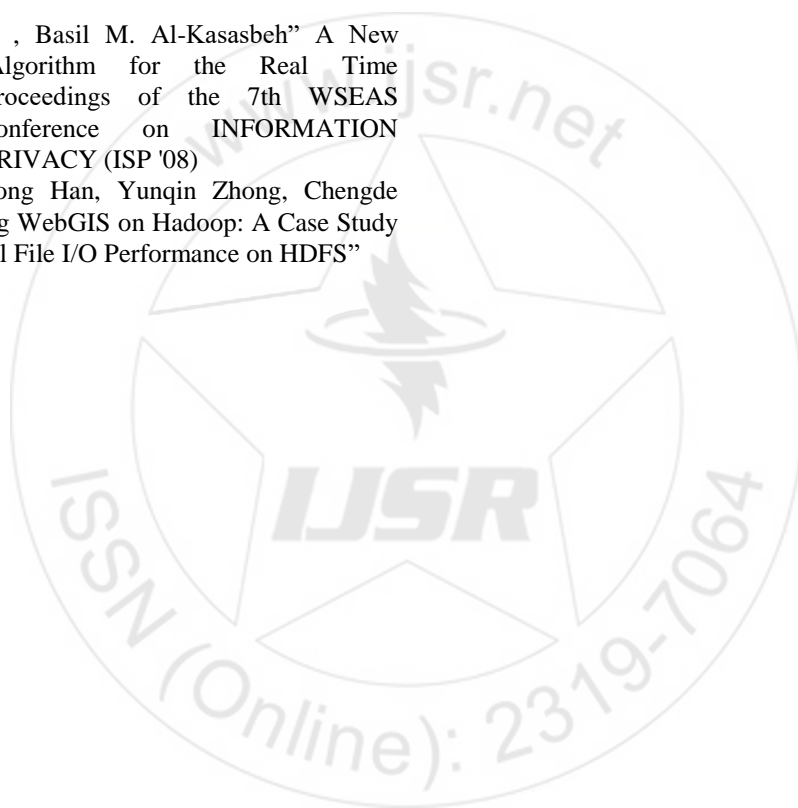 , Basil M. Al-Kasasbeh” A New
lgorithm for the Real Time
roceedings of the 7th WSEAS
onference on INFORMATION
RIVACY (ISP '08)
ong Han, Yunqin Zhong, Chengde
g WebGIS on Hadoop: A Case Study
l File I/O Performance on HDFS”
www.ijsr.net
IJSR
ISSN (Online): 2319-7064